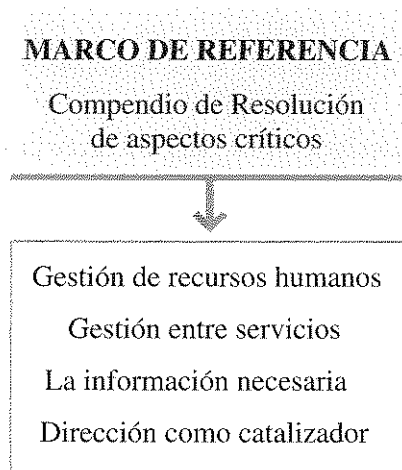 MARCO DE REFERENCIA
Compendio de Resolución
de aspectos críticos
Gestión de recursos humanos
Gestión entre servicios
La información necesaria
Dirección como catalizador